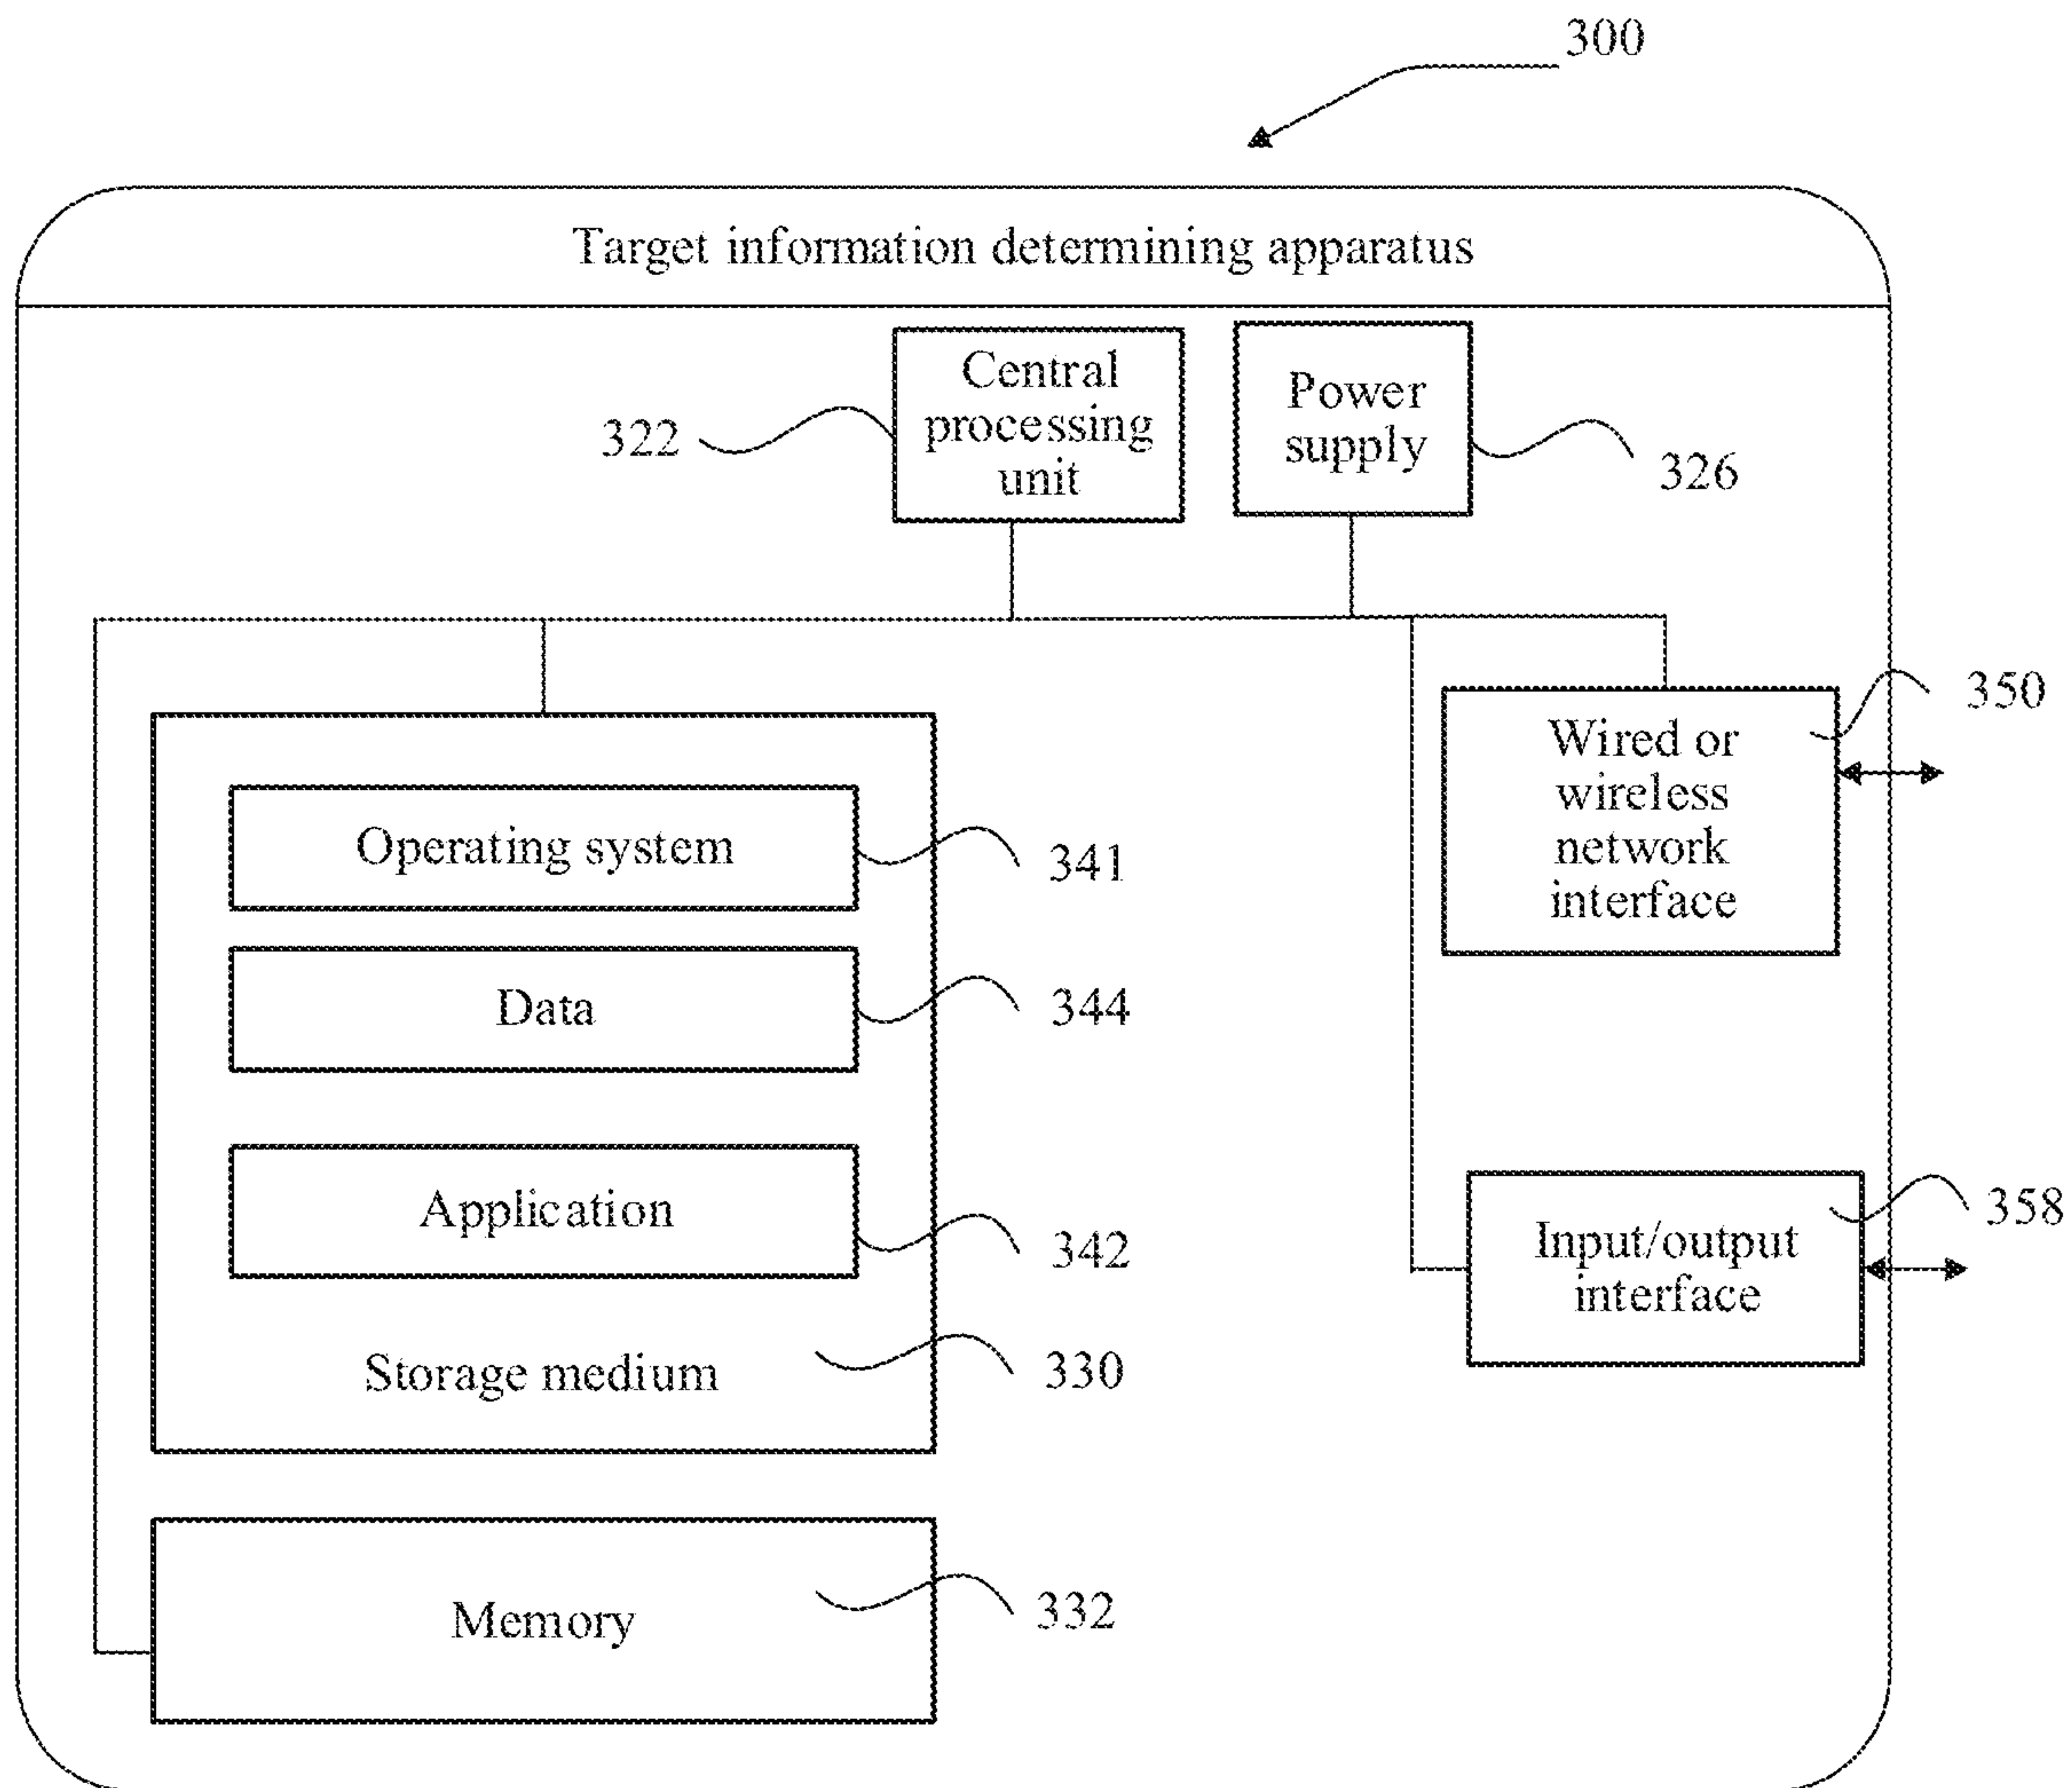 300
Target information determining apparatus
Central
processing
unit
322
Power
supply
326
Wired or
wireless
network
interface
350
Operating system
341
Data
344
Application
342
Storage medium
330
Input/output
interface
358
Memory
332